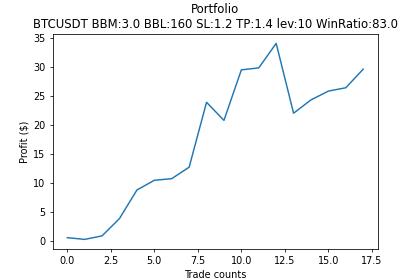 Portfolio
BTCUSDT BBM:3.0 BBL:160 SL:1.2 TP:1.4 lev:10 WinRatio:83.0
Profit ($)
35
30
25
20
15
10
5
0
0.0 2.5 5.0 7.5 10.0 12.5 15.0 17.5
Trade counts